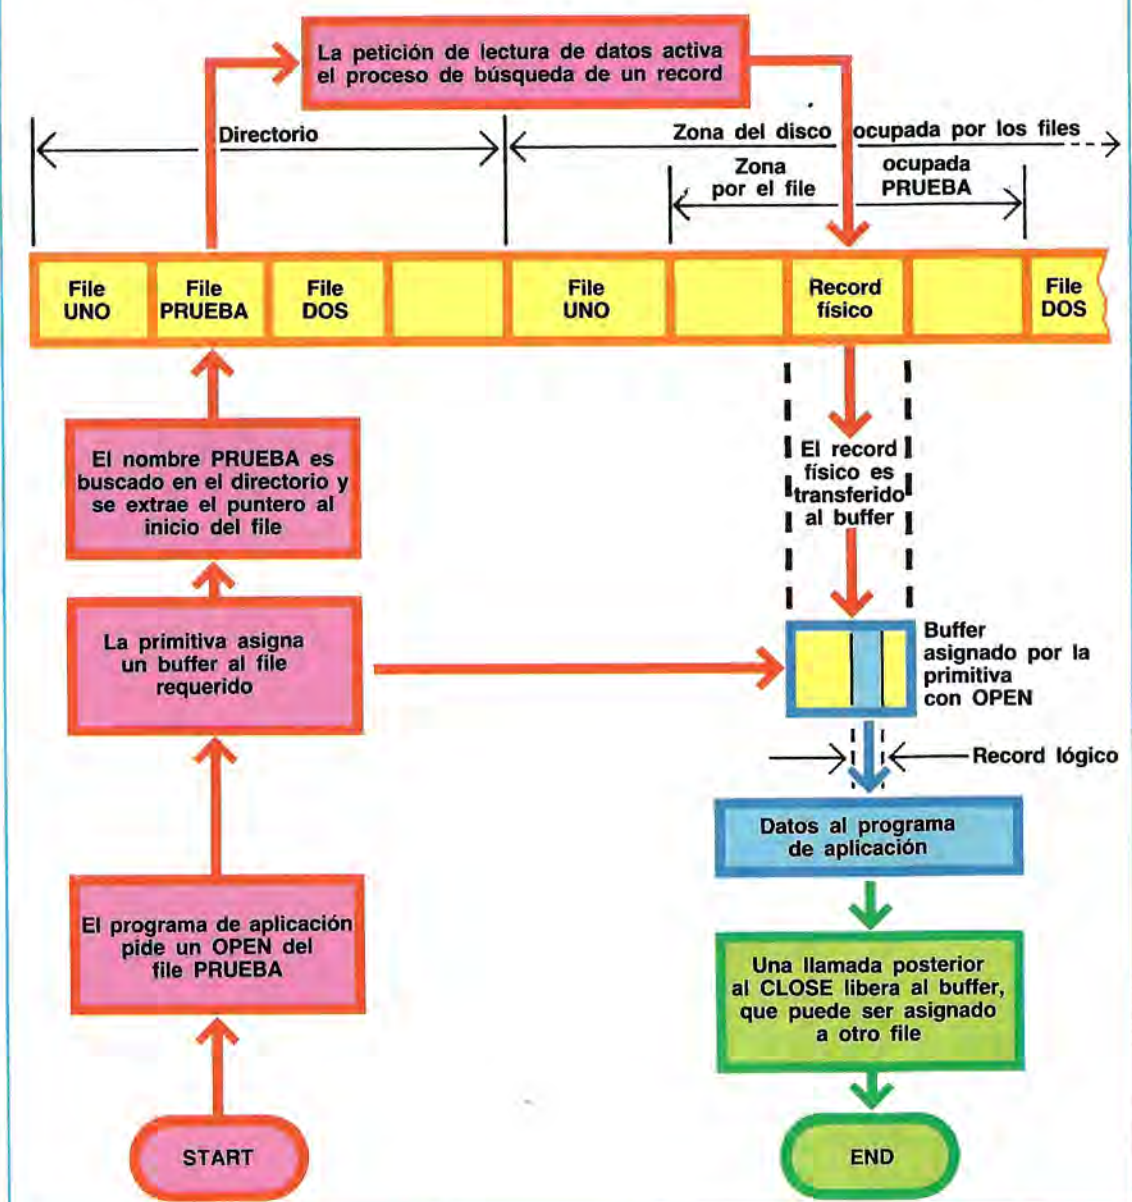 La petición de lectura de datos activa
el proceso de búsqueda de un record
Directorio
Zona del disco ocupada por los files
Zona ocupada
por el file PRUEBA
File
UNO
File
PRUEBA
File
DOS
File
UNO
Record
físico
File
DOS
El nombre PRUEBA es
buscado en el directorio y
se extrae el puntero al
inicio del file
El record
físico es
transferido
al buffer
La primitiva asigna
un buffer al file
requerido
Buffer
asignado por la
primitiva
con OPEN
Record lógico
Datos al programa
de aplicación
El programa de aplicación
pide un OPEN del
file PRUEBA
Una llamada posterior
al CLOSE libera al buffer,
que puede ser asignado
a otro file
START
END